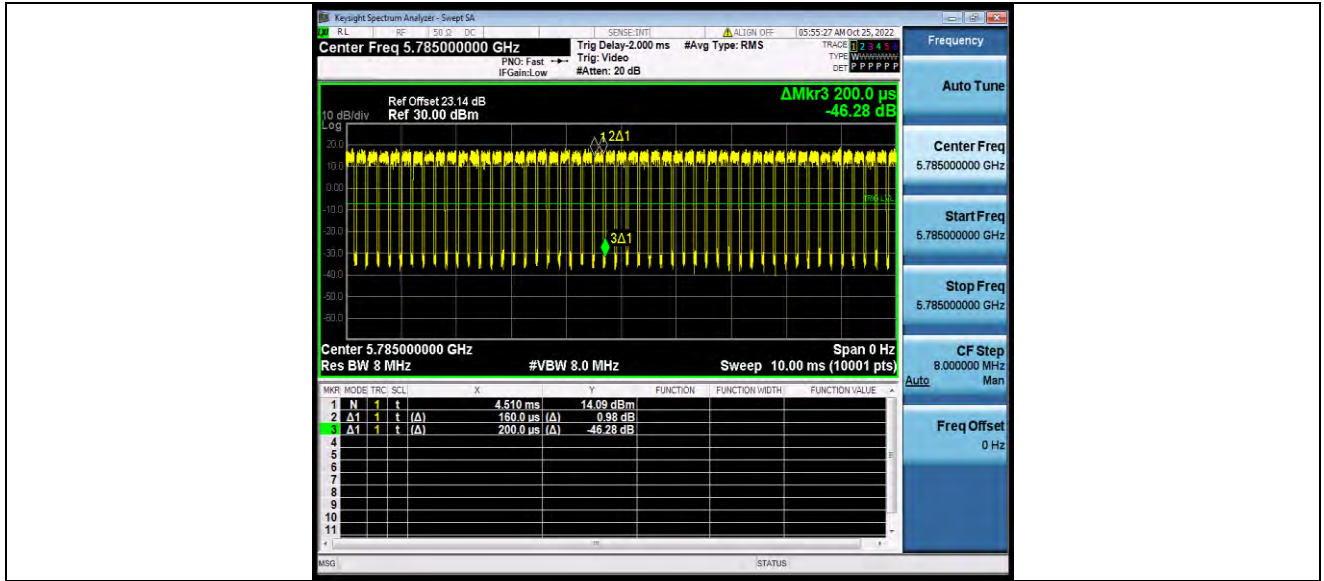 Keysight Spectrum Analyzer - Swept SA
RL RF 50 Ω DC SENSE:INT ALIGN OFF 05:55:27 AM Oct 25, 2022
Center Freq 5.785000000 GHz
PNO: Fast
IFGain:Low
Trig Delay-2.000 ms
Trig: Video
#Atten: 20 dB
#Avg Type: RMS
TRACE 1 2 3 4 5 6
TYPE WWWWWW
DET P P P P P P
Frequency
Auto Tune
Center Freq
5.785000000 GHz
Start Freq
5.785000000 GHz
Stop Freq
5.785000000 GHz
CF Step
8.000000 MHz
Auto Man
Freq Offset
0 Hz
ΔMkr3 200.0 µs
-46.28 dB
Ref Offset 23.14 dB
10 dB/div Ref 30.00 dBm
Log
20.0
10.0
0.00
-10.0
-20.0
-30.0
-40.0
-50.0
-60.0
1 2Δ1
TRIG LVL
3Δ1
Center 5.785000000 GHz Span 0 Hz
Res BW 8 MHz #VBW 8.0 MHz Sweep 10.00 ms (10001 pts)
MKR MODE TRC SCL X Y FUNCTION FUNCTION WIDTH FUNCTION VALUE
1 N 1 t 4.510 ms 14.09 dBm
2 Δ1 1 t (Δ) 160.0 µs (Δ) 0.98 dB
3 Δ1 1 t (Δ) 200.0 µs (Δ) -46.28 dB
4
5
6
7
8
9
10
11
MSG STATUS